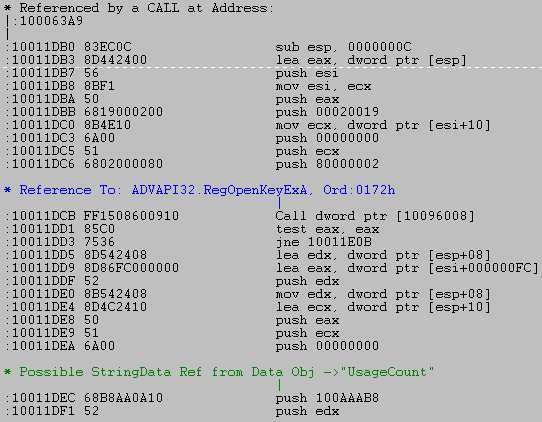 * Referenced by a CALL at Address:
|:100063A9
|
:10011DB0 83EC0C sub esp, 0000000C
:10011DB3 8D442400 lea eax, dword ptr [esp]
:10011DB7 56 push esi
:10011DB8 8BF1 mov esi, ecx
:10011DBA 50 push eax
:10011DBB 6819000200 push 00020019
:10011DC0 8B4E10 mov ecx, dword ptr [esi+10]
:10011DC3 6A00 push 00000000
:10011DC5 51 push ecx
:10011DC6 6802000080 push 80000002
* Reference To: ADVAPI32.RegOpenKeyExA, Ord:0172h
|
:10011DCB FF1508600910 Call dword ptr [10096008]
:10011DD1 85C0 test eax, eax
:10011DD3 7536 jne 10011E0B
:10011DD5 8D542408 lea edx, dword ptr [esp+08]
:10011DD9 8D86FC000000 lea eax, dword ptr [esi+000000FC]
:10011DDF 52 push edx
:10011DE0 8B542408 mov edx, dword ptr [esp+08]
:10011DE4 8D4C2410 lea ecx, dword ptr [esp+10]
:10011DE8 50 push eax
:10011DE9 51 push ecx
:10011DEA 6A00 push 00000000
* Possible StringData Ref from Data Obj ->"UsageCount"
|
:10011DEC 68B8AA0A10 push 100AAAB8
:10011DF1 52 push edx